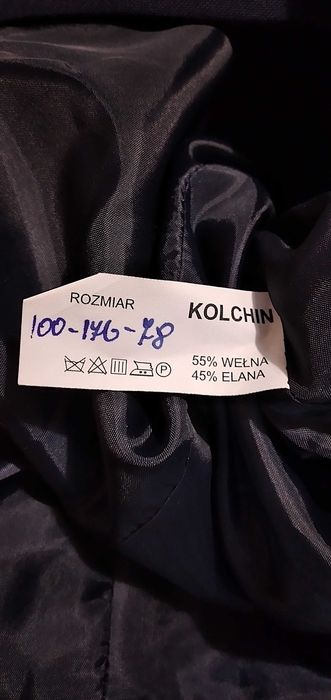 ROZMIAR
KOLCHIN
100-176-78
P
55% WEŁNA
45% ELANA